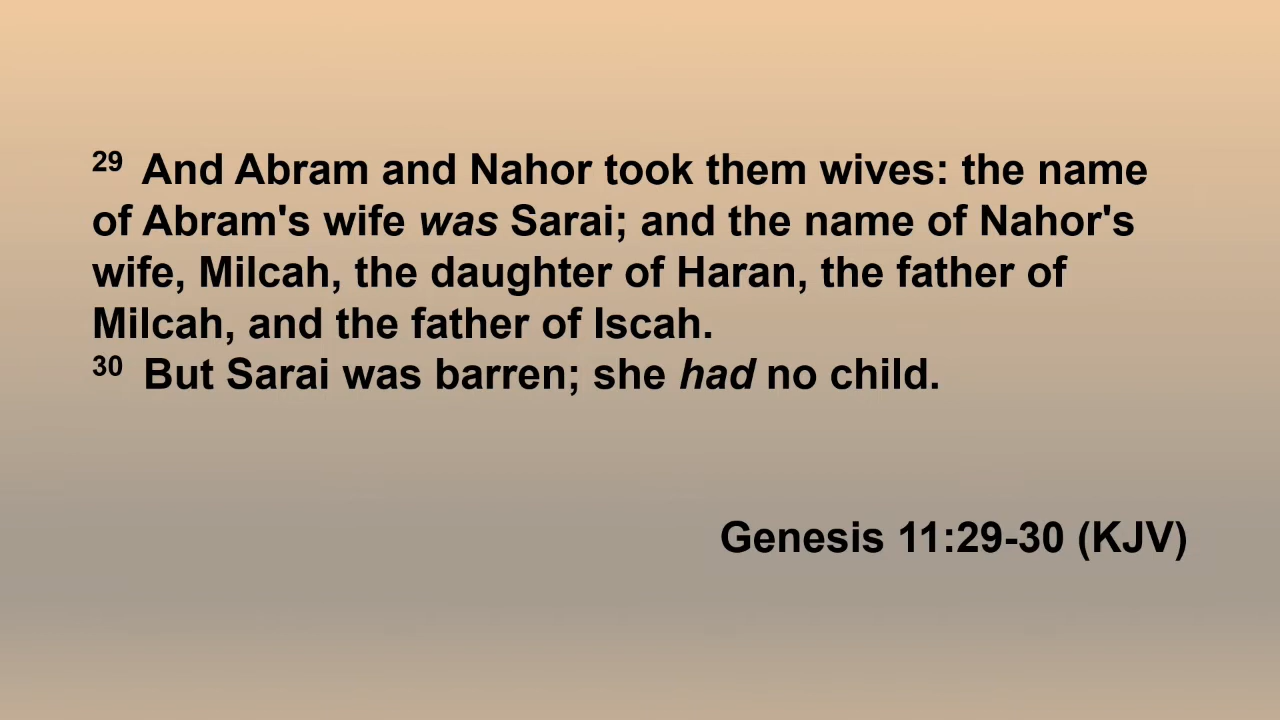 29 And Abram and Nahor took them wives: the name
of Abram's wife was Sarai; and the name of Nahor's
wife, Milcah, the daughter of Haran, the father of
Milcah, and the father of Iscah.
30 But Sarai was barren; she had no child.
Genesis 11:29-30 (KJV)